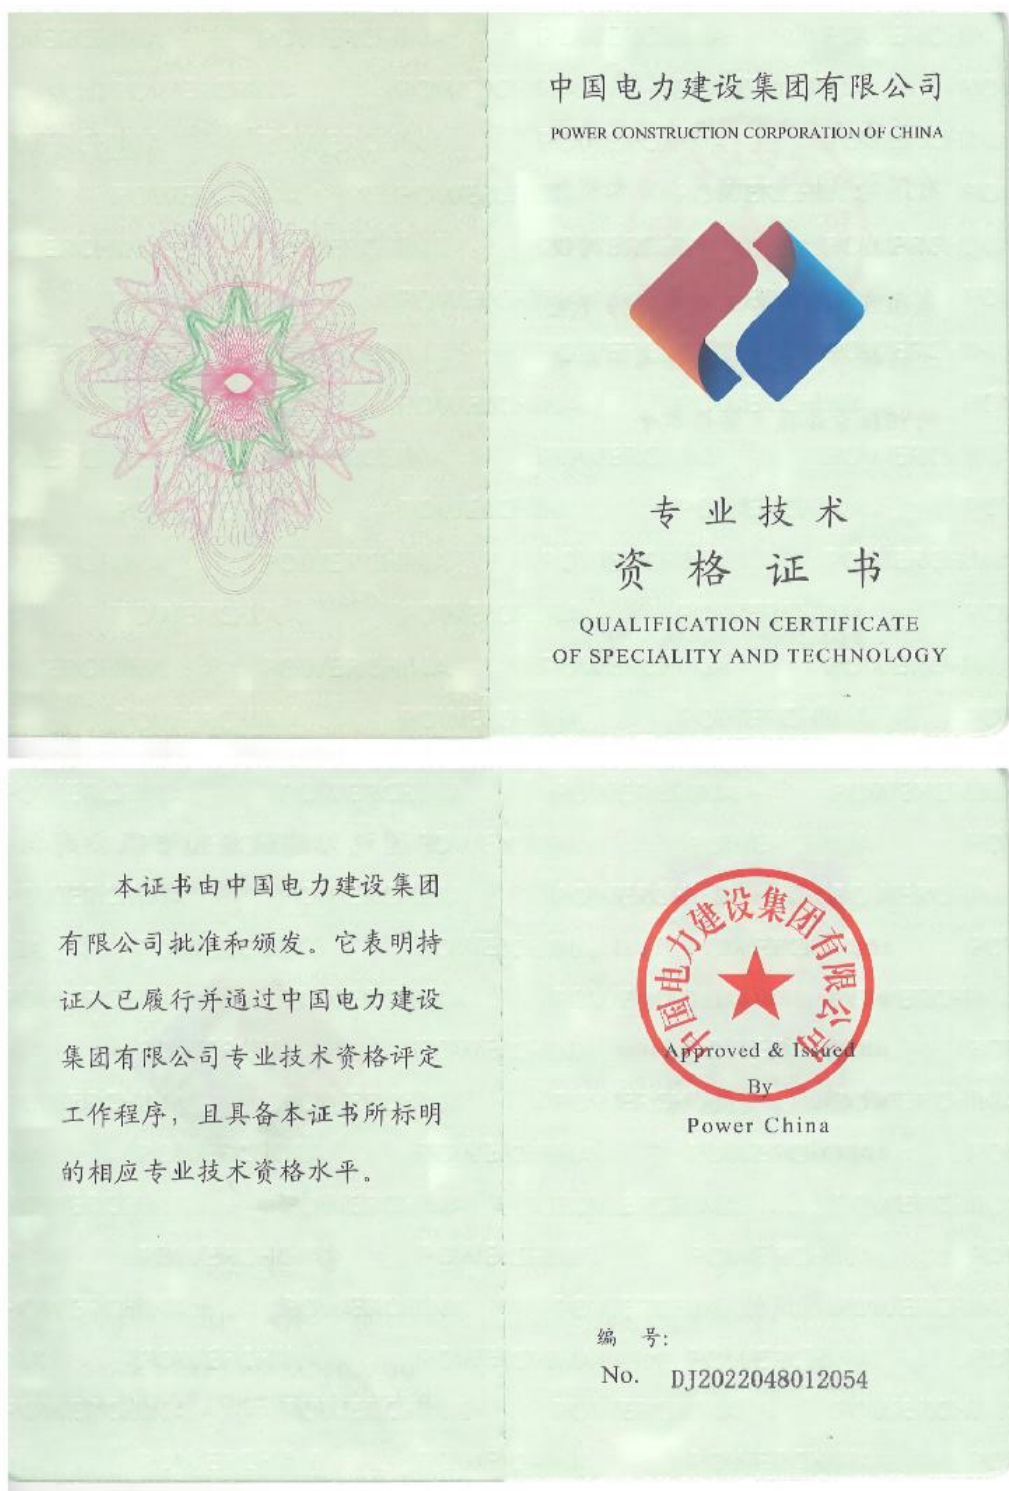 中国电力建设集团有限公司
POWER CONSTRUCTION CORPORATION OF CHINA
专业技术
资格证书
QUALIFICATION CERTIFICATE
OF SPECIALITY AND TECHNOLOGY
本证书由中国电力建设集团
有限公司批准和颁发。它表明持
证人已履行并通过中国电力建设
集团有限公司专业技术资格评定
工作程序，且具备本证书所标明
的相应专业技术资格水平。
中国电力建设集团有限公司
Approved & Issued
By
Power China
编 号:
No. DJ2022048012054